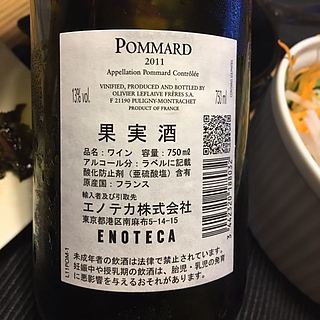 POMMARD
2011
Appellation Pommard Contrôlée
13% vol.
VINIFIED, PRODUCED AND BOTTLED BY
OLIVIER LEFLAIVE FRÈRES S.A.
F 21190 PULIGNY-MONTRACHET
PRODUCT OF FRANCE
750 ml
果実酒
品名：ワイン 容量：750mℓ
アルコール分：ラベルに記載
酸化防止剤（亜硫酸塩）含有
原産国：フランス
輸入者及び引取先
エノテカ株式会社
東京都港区南麻布5-14-15
ENOTECA
L11POM-1
未成年者の飲酒は法律で禁止されています。
妊娠中や授乳期の飲酒は、胎児・乳児の発育
に悪影響を与えるおそれがあります。